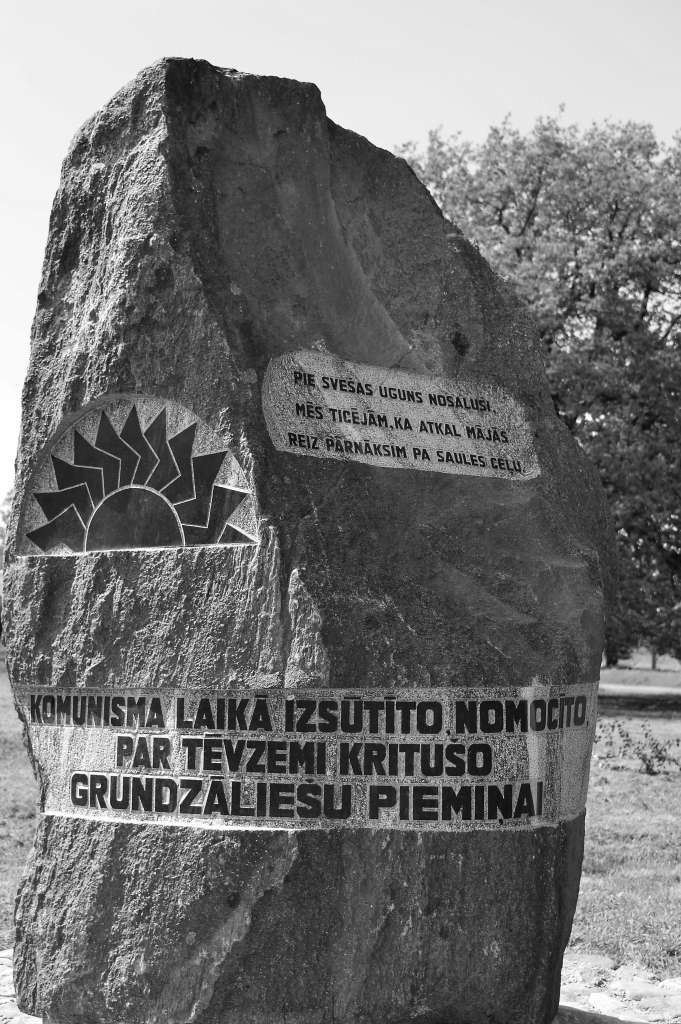 PIE SVEŠAS UGUNS NOSALUŠI,
MĒS TICĒJĀM, KA ATKAL MĀJĀS
REIZ PĀRNĀKSIM PA SAULES CEĻU.
KOMUNISMA LAIKĀ IZSŪTĪTO, NOMOCĪTO,
PAR TĒVZEMI KRITUŠO
GRUNDZĀLIEŠU PIEMIŅAI